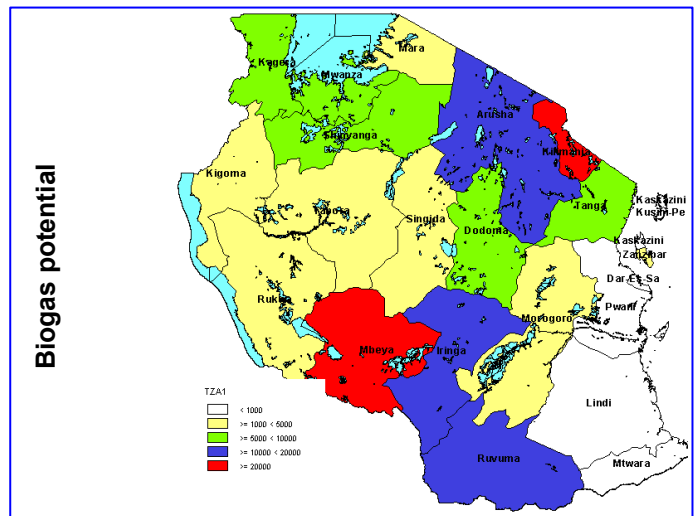 Biogas potential
Mara
Kagera
Mwanza
Arusha
Shinyanga
Kilimanja
Kigoma
Tanga
Kaskazini
Kusini-Pe
Tabora
Singida
Dodoma
Kaskazini
Zanzibar
Dar-Es-Sa
Rukwa
Pwani
Morogoro
Mbeya
Iringa
Lindi
Ruvuma
Mtwara
TZA1
< 1000
>= 1000 < 5000
>= 5000 < 10000
>= 10000 < 20000
>= 20000